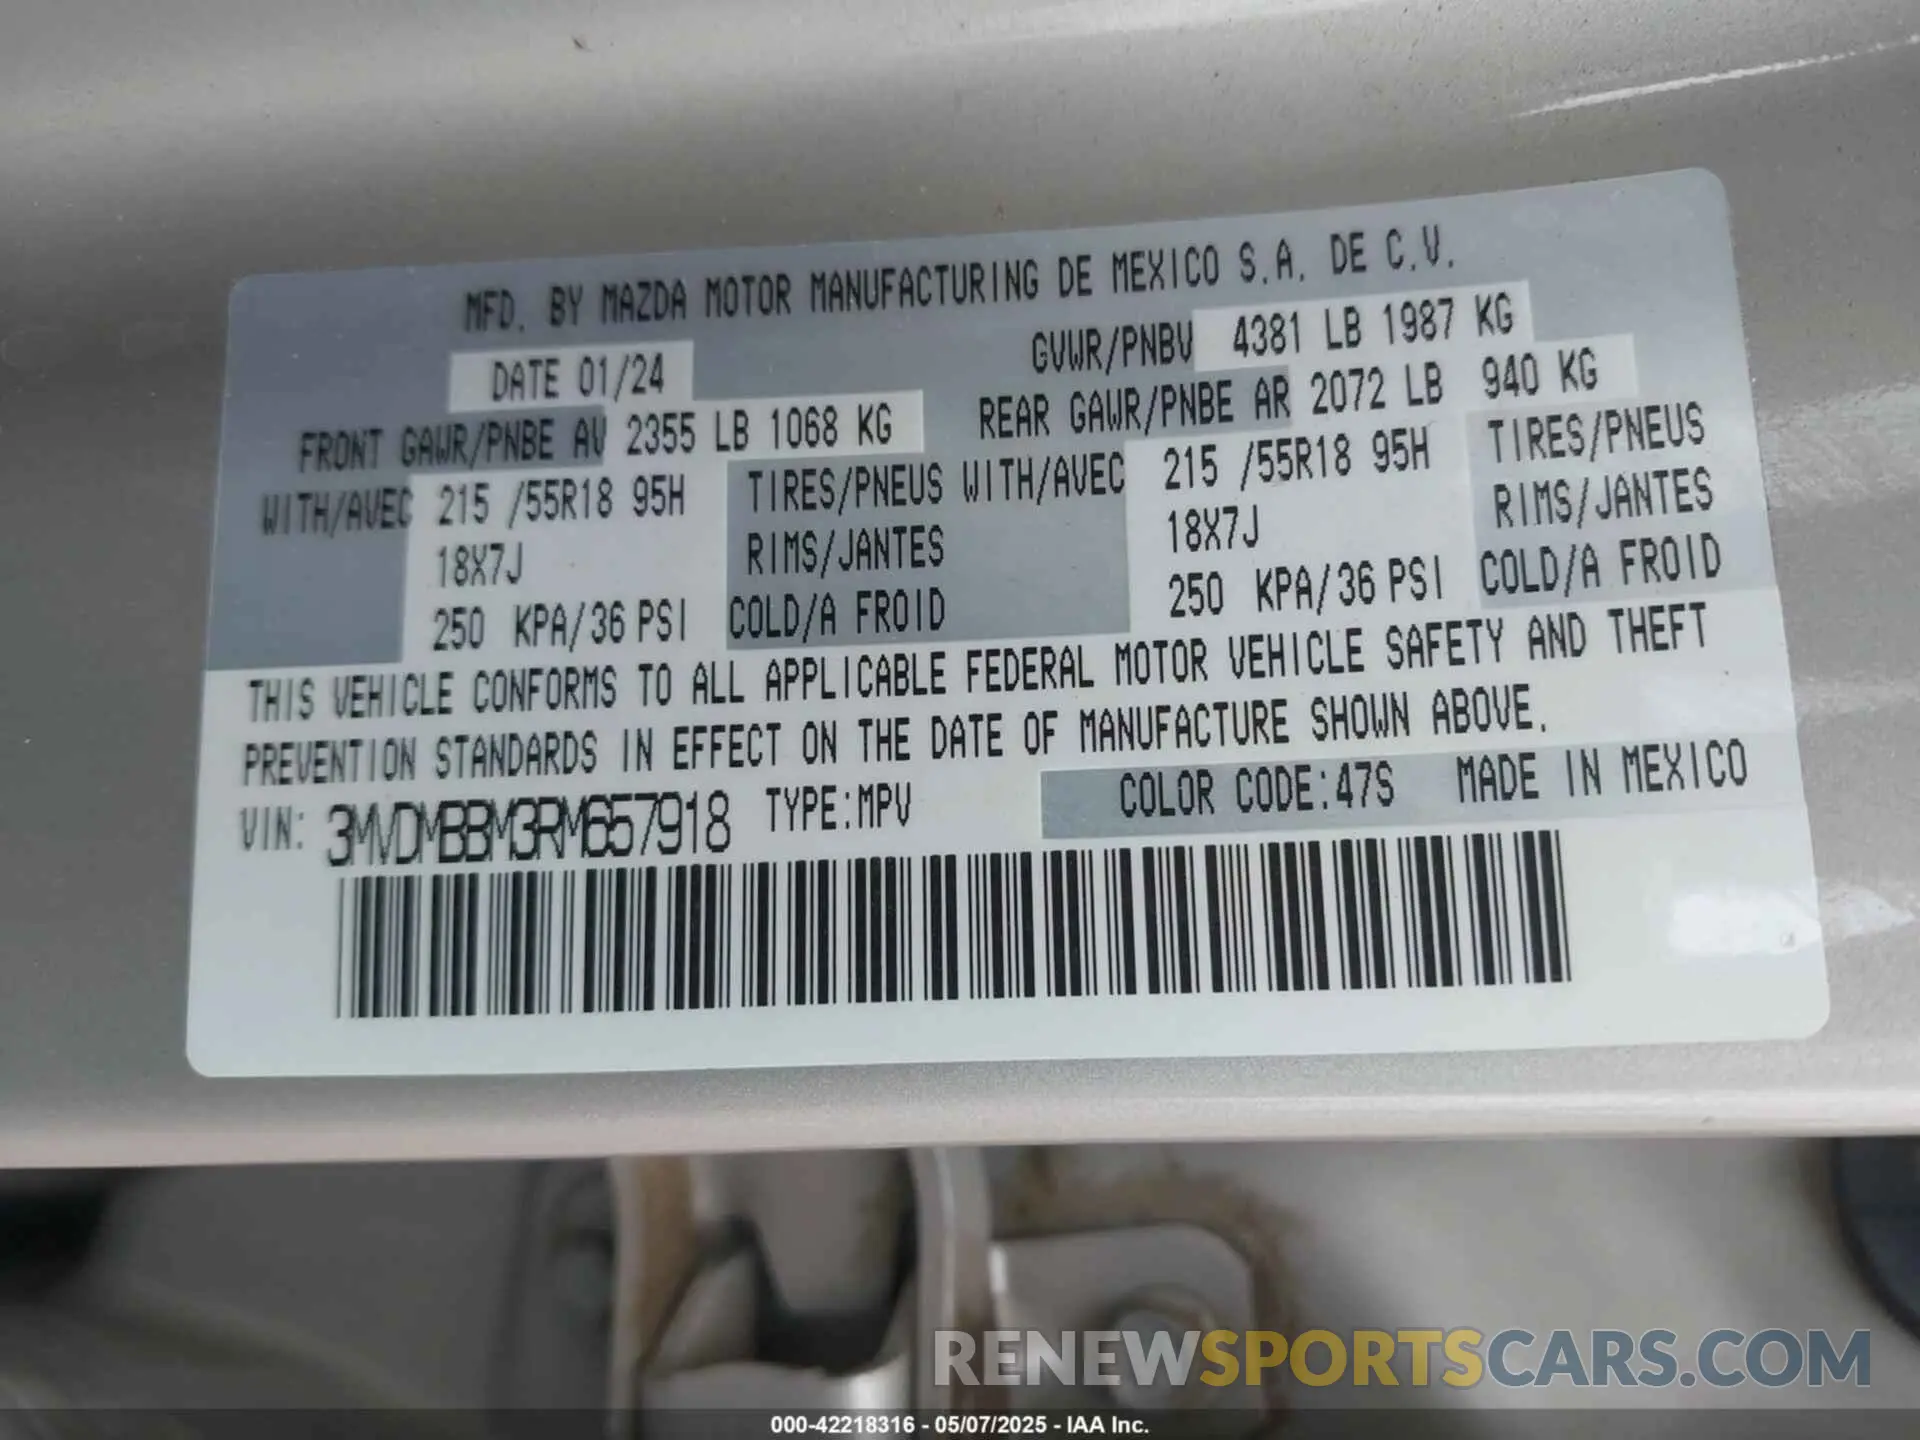 MFD. BY MAZDA MOTOR MANUFACTURING DE MEXICO S.A. DE C.V.
DATE 01/24 GVWR/PNBV 4381 LB 1987 KG
FRONT GAWR/PNBE AV 2355 LB 1068 KG REAR GAWR/PNBE AR 2072 LB 940 KG
WITH/AVEC 215 /55R18 95H TIRES/PNEUS WITH/AVEC 215 /55R18 95H TIRES/PNEUS
18X7J RIMS/JANTES 18X7J RIMS/JANTES
250 KPA/36 PSI COLD/A FROID 250 KPA/36 PSI COLD/A FROID
THIS VEHICLE CONFORMS TO ALL APPLICABLE FEDERAL MOTOR VEHICLE SAFETY AND THEFT
PREVENTION STANDARDS IN EFFECT ON THE DATE OF MANUFACTURE SHOWN ABOVE.
VIN: 3MVDMBBM3RM657918 TYPE:MPV COLOR CODE:47S MADE IN MEXICO
RENEWSPORTSCARS.COM
000-42218316 - 05/07/2025 - IAA Inc.